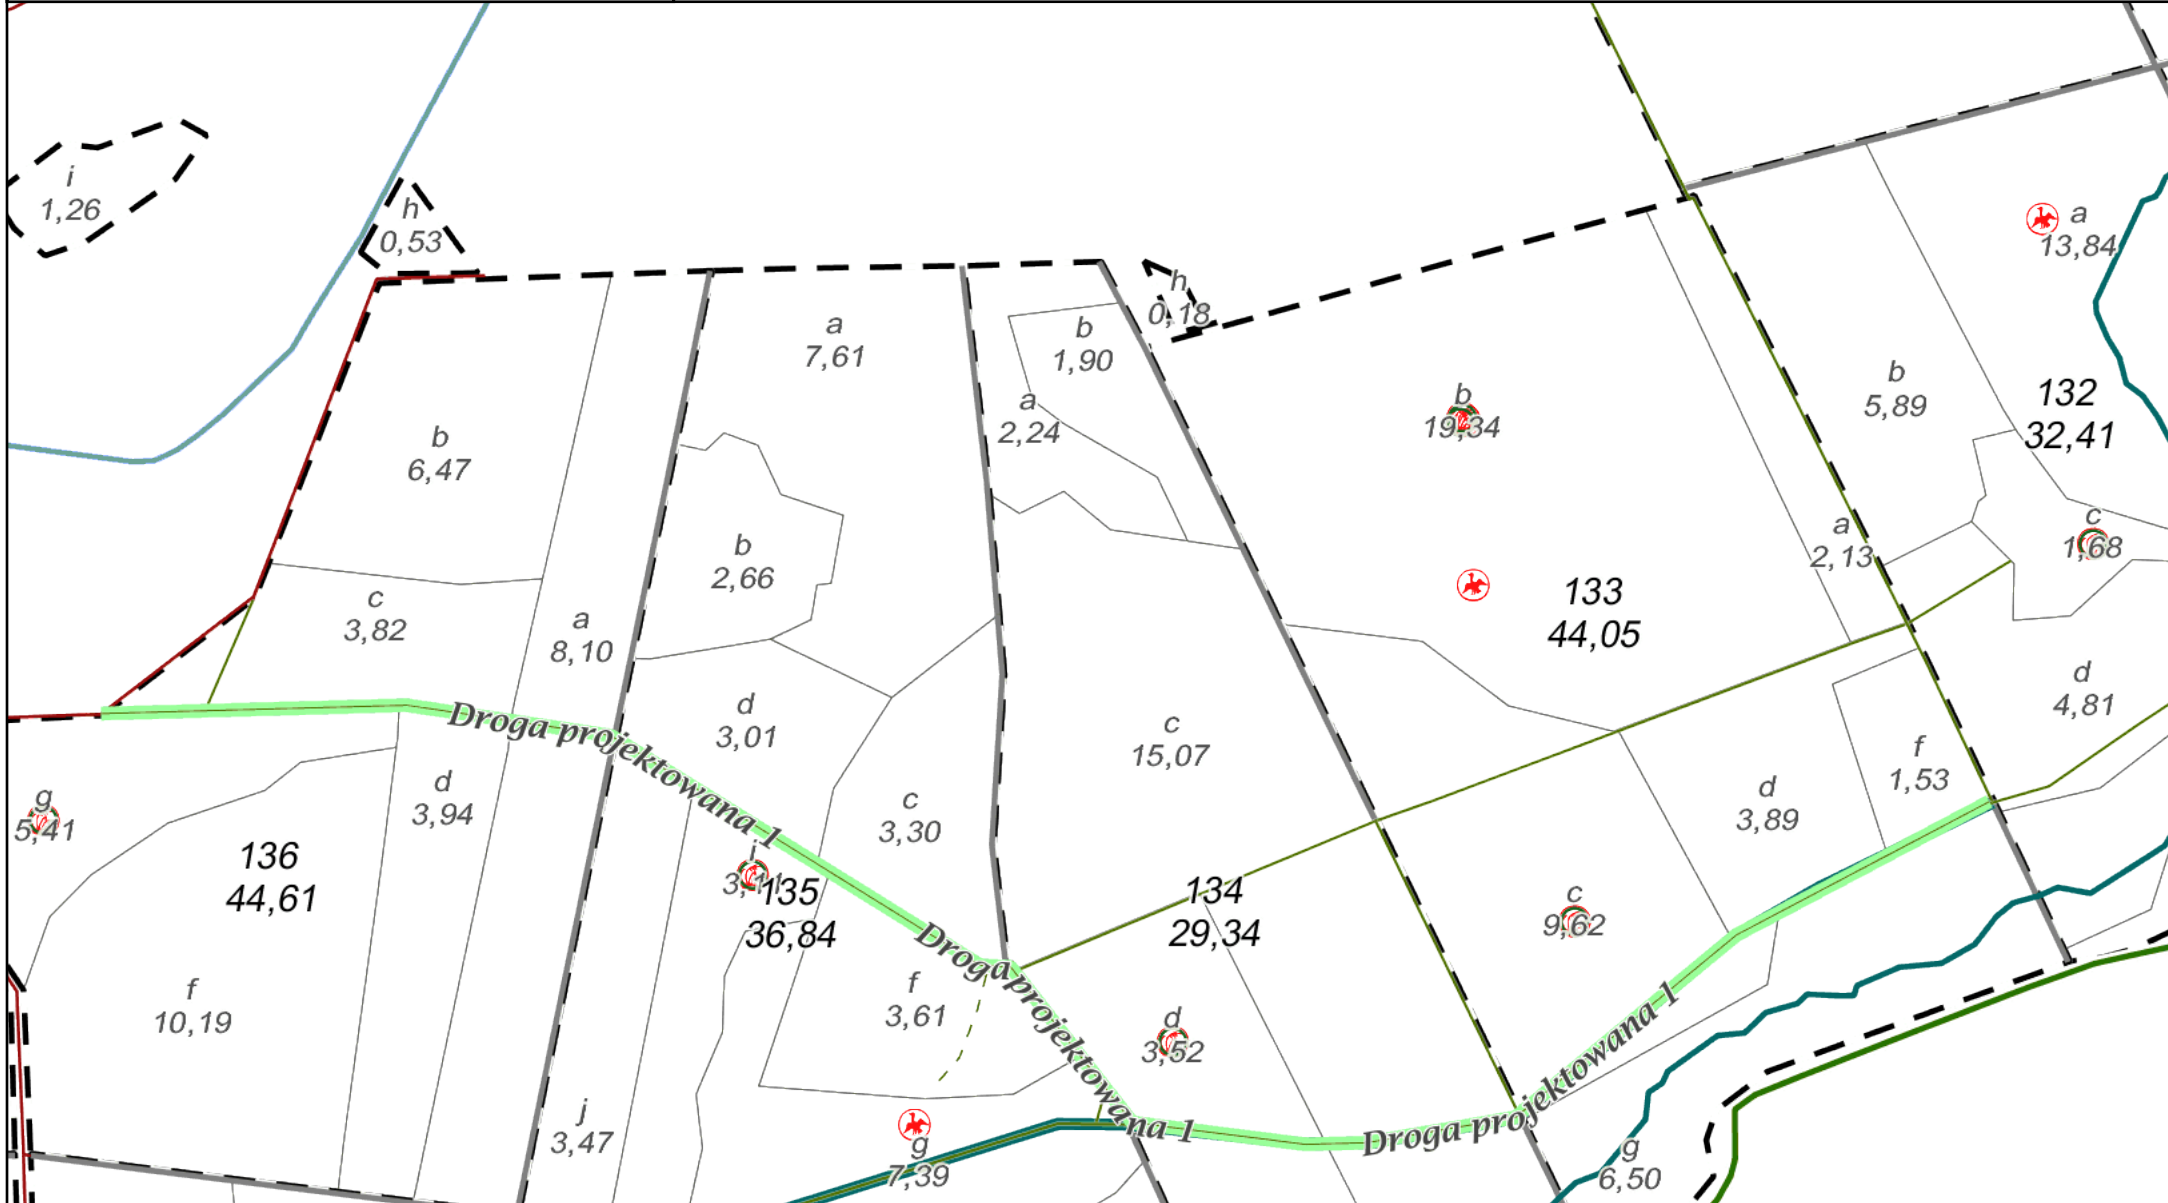 i
1,26
h
0,53
h
0,18
a
13,84
a
7,61
b
1,90
a
2,24
b
19,34
b
5,89
132
32,41
b
6,47
b
2,66
a
2,13
c
1,68
c
3,82
a
8,10
133
44,05
d
3,01
c
15,07
d
4,81
f
1,53
Droga projektowana 1
d
3,94
c
3,30
d
3,89
g
5,41
136
44,61
i
3,11
135
36,84
134
29,34
c
9,62
Droga projektowana 1
f
10,19
f
3,61
d
3,52
Droga projektowana 1
j
3,47
g
7,39
g
6,50